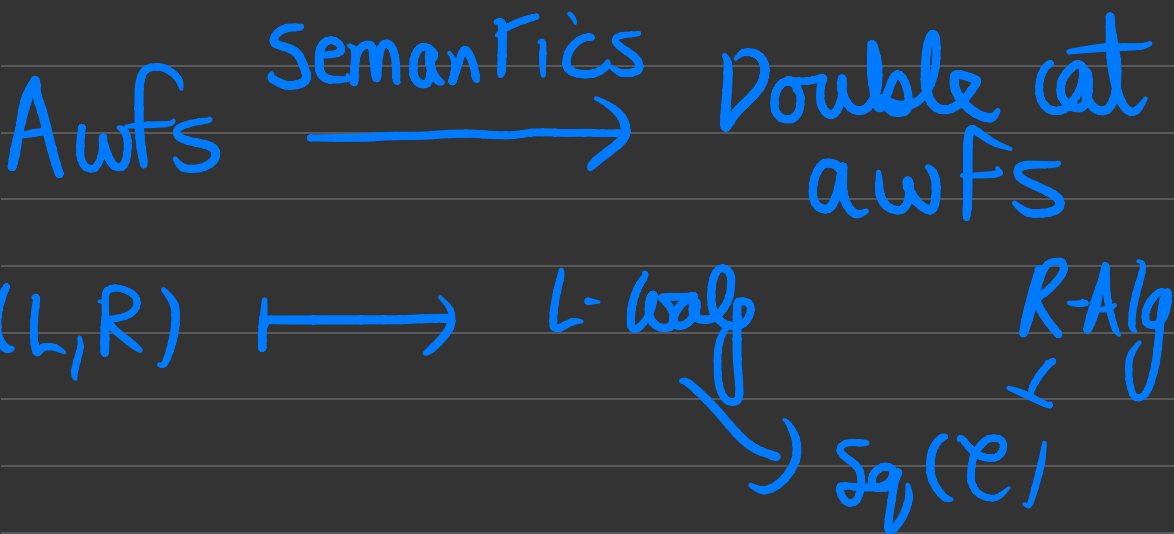 Awfs Semantics Double cat
awfs
(L,R) L-Coalg R-Alg
Sq(C)